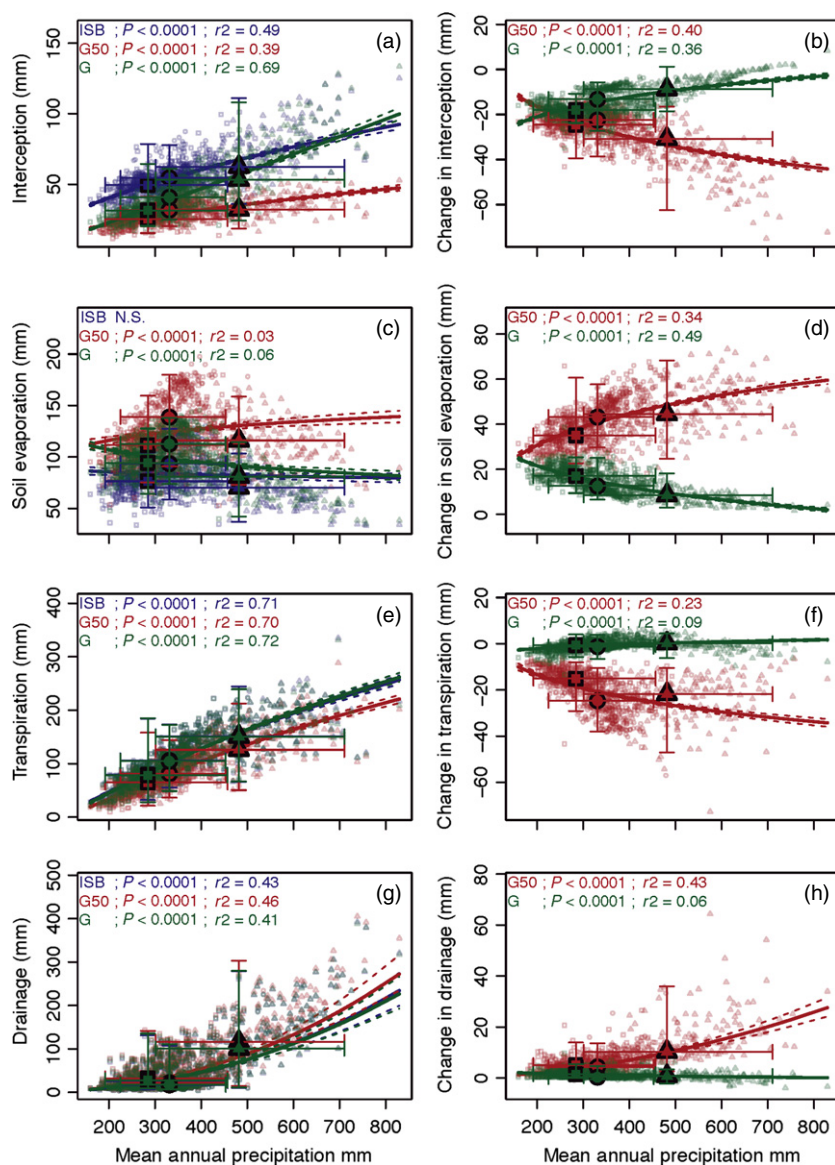 ISB ; P < 0.0001 ; r2 = 0.49
G50 ; P < 0.0001 ; r2 = 0.39
G ; P < 0.0001 ; r2 = 0.69
(a)
Interception (mm)
150
100
50
G50 ; P < 0.0001 ; r2 = 0.40
G ; P < 0.0001 ; r2 = 0.36
(b)
Change in interception (mm)
20
0
−20
−40
−60
ISB N.S.
G50 ; P < 0.0001; r2 = 0.03
G ; P < 0.0001; r2 = 0.06
(c)
Soil evaporation (mm)
200
150
100
50
G50 ; P < 0.0001 ; r2 = 0.34
G ; P < 0.0001 ; r2 = 0.49
(d)
Change in soil evaporation (mm)
80
60
40
20
0
ISB ; P < 0.0001 ; r2 = 0.71
G50 ; P < 0.0001 ; r2 = 0.70
G ; P < 0.0001 ; r2 = 0.72
(e)
Transpiration (mm)
400
300
200
100
0
G50 ; P < 0.0001 ; r2 = 0.23
G ; P < 0.0001 ; r2 = 0.09
(f)
Change in transpiration (mm)
20
0
−20
−40
−60
ISB ; P < 0.0001 ; r2 = 0.43
G50 ; P < 0.0001 ; r2 = 0.46
G ; P < 0.0001 ; r2 = 0.41
(g)
Drainage (mm)
500
400
300
200
100
0
G50 ; P < 0.0001 ; r2 = 0.43
G ; P < 0.0001 ; r2 = 0.06
(h)
Change in drainage (mm)
80
60
40
20
0
200 300 400 500 600 700 800
Mean annual precipitation mm
200 300 400 500 600 700 800
Mean annual precipitation mm